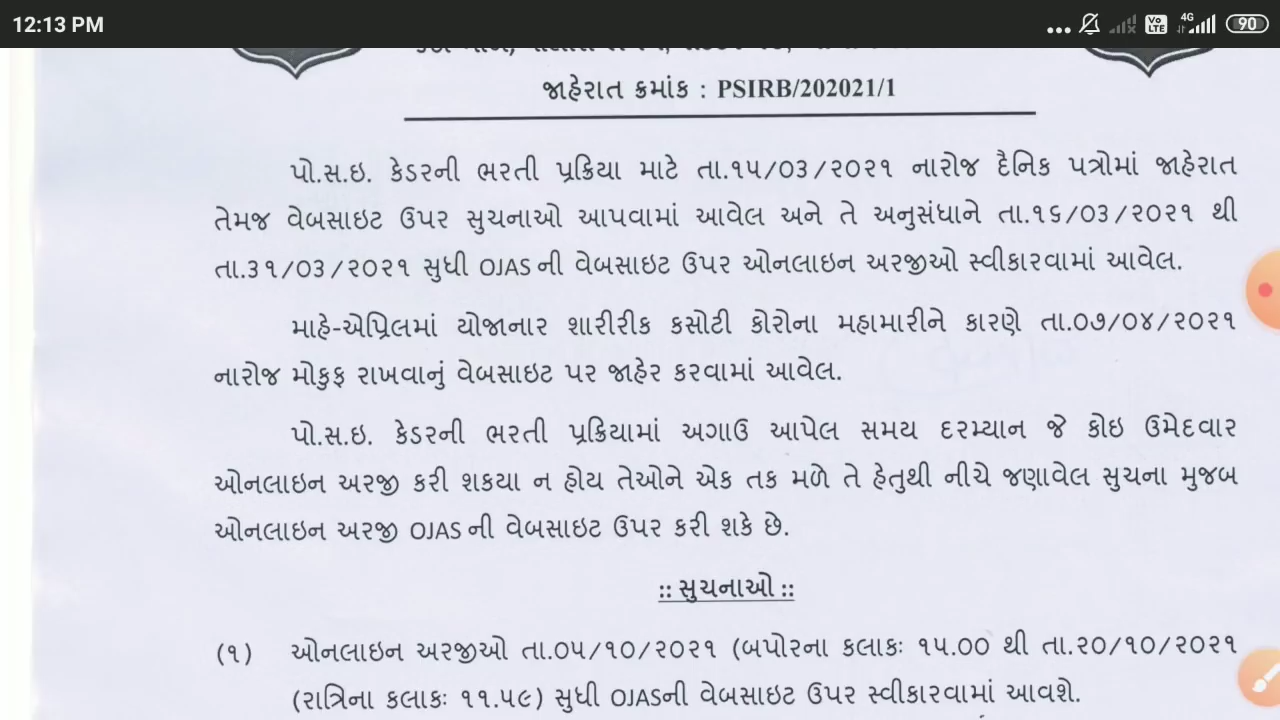 12:13 PM
4G
Vo LTE
90
જાહેરાત ક્રમાંક : PSIRB/202021/1
પો.સ.ઇ. કેડરની ભરતી પ્રક્રિયા માટે તા.૧૫/૦૩/૨૦૨૧ નારોજ દૈનિક પત્રોમાં જાહેરાત
તેમજ વેબસાઇટ ઉપર સુચનાઓ આપવામાં આવેલ અને તે અનુસંધાને તા.૧૬/૦૩/૨૦૨૧ થી
તા.૩૧/૦૩/૨૦૨૧ સુધી OJAS ની વેબસાઇટ ઉપર ઓનલાઇન અરજીઓ સ્વીકારવામાં આવેલ.
માહે-એપ્રિલમાં યોજાનાર શારીરીક કસોટી કોરોના મહામારીને કારણે તા.૦૭/૦૪/૨૦૨૧
નારોજ મોકુફ રાખવાનું વેબસાઇટ પર જાહેર કરવામાં આવેલ.
પો.સ.ઇ. કેડરની ભરતી પ્રક્રિયામાં અગાઉ આપેલ સમય દરમ્યાન જે કોઇ ઉમેદવાર
ઓનલાઇન અરજી કરી શકયા ન હોય તેઓને એક તક મળે તે હેતુથી નીચે જણાવેલ સુચના મુજબ
ઓનલાઇન અરજી OJAS ની વેબસાઇટ ઉપર કરી શકે છે.
:: સુચનાઓ ::
(૧) ઓનલાઇન અરજીઓ તા.૦૫/૧૦/૨૦૨૧ (બપોરના કલાકઃ ૧૫.૦૦ થી તા.૨૦/૧૦/૨૦૨૧
(રાત્રિના કલાકઃ ૧૧.૫૯) સુધી OJASની વેબસાઇટ ઉપર સ્વીકારવામાં આવશે.